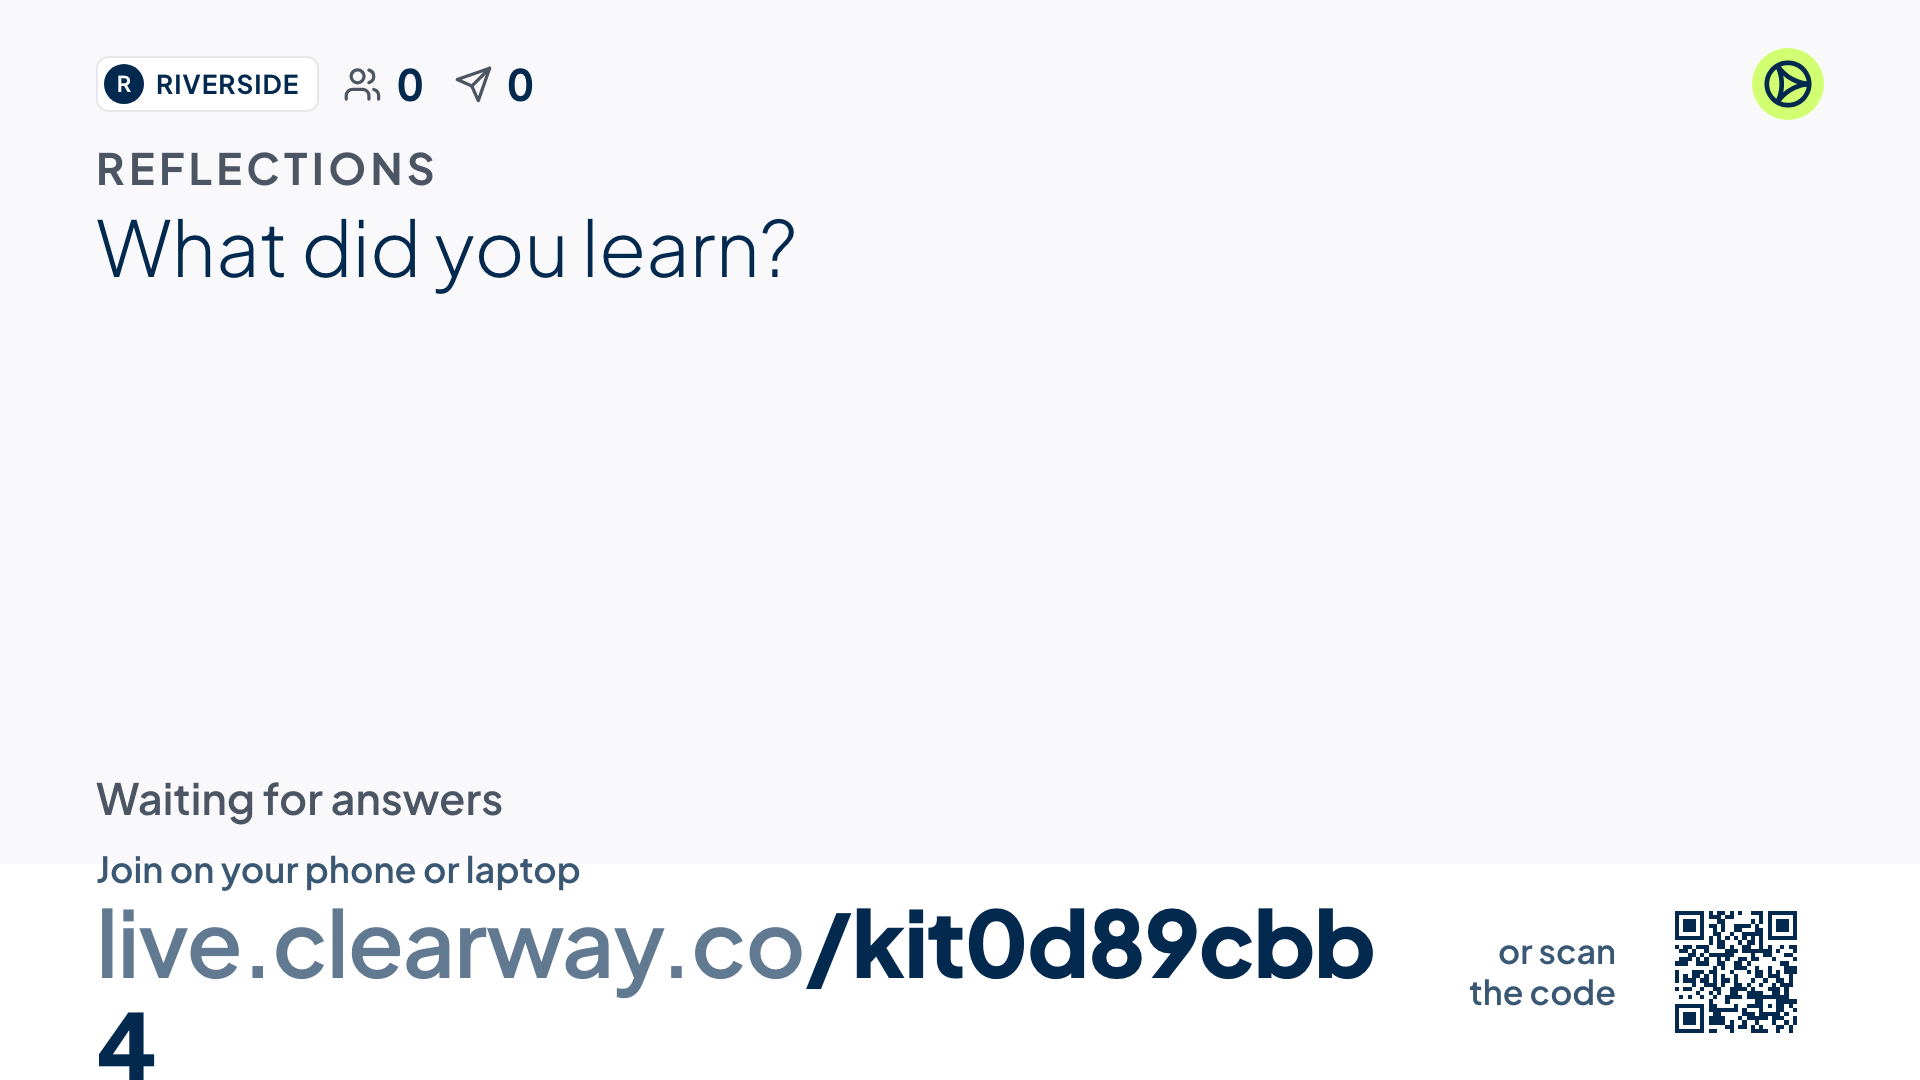 R RIVERSIDE 0 0
REFLECTIONS
What did you learn?
Waiting for answers
Join on your phone or laptop
live.clearway.co/kit0d89cbb
4
or scan
the code